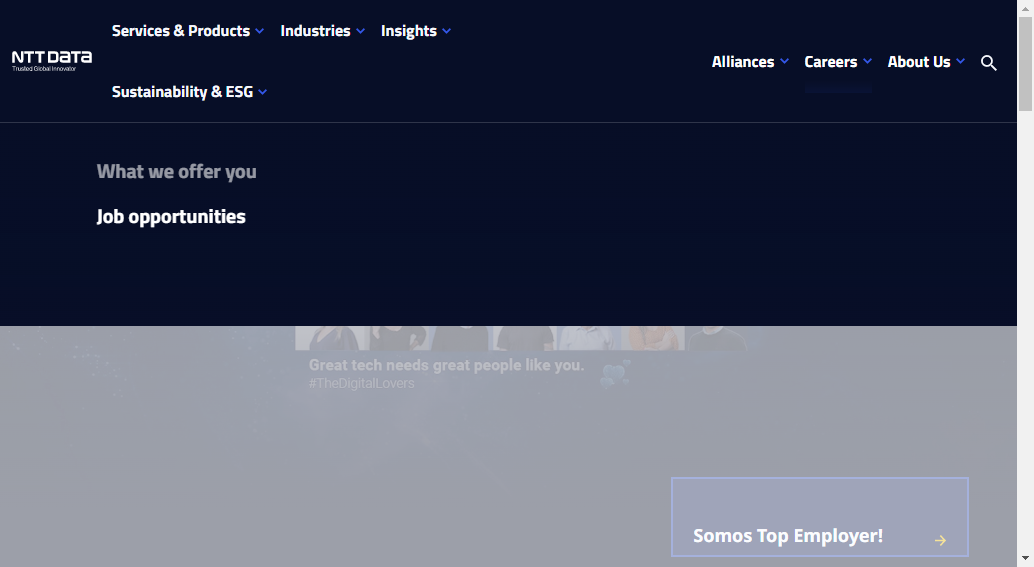 Services & Products
Industries
Insights
NTT DATA
Trusted Global Innovator
Sustainability & ESG
Alliances
Careers
About Us
What we offer you
Job opportunities
Great tech needs great people like you.
#TheDigitalLovers
Somos Top Employer!